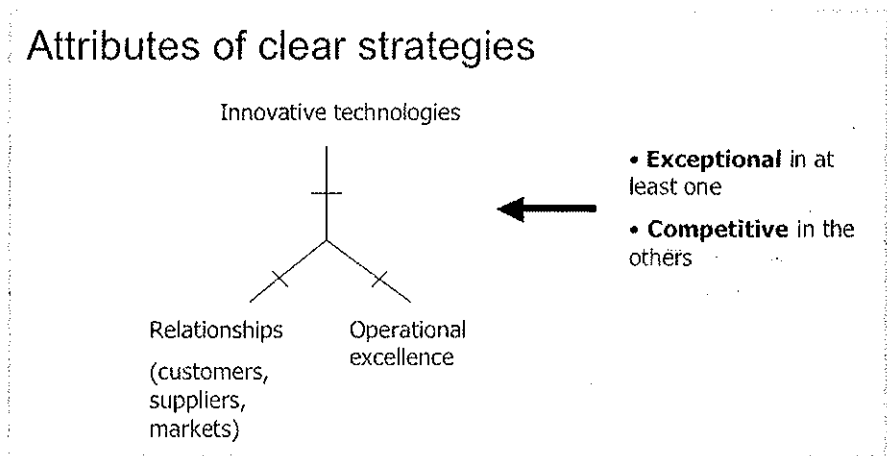 Attributes of clear strategies
Innovative technologies
• Exceptional in at
least one
• Competitive in the
others
Relationships
(customers,
suppliers,
markets)
Operational
excellence